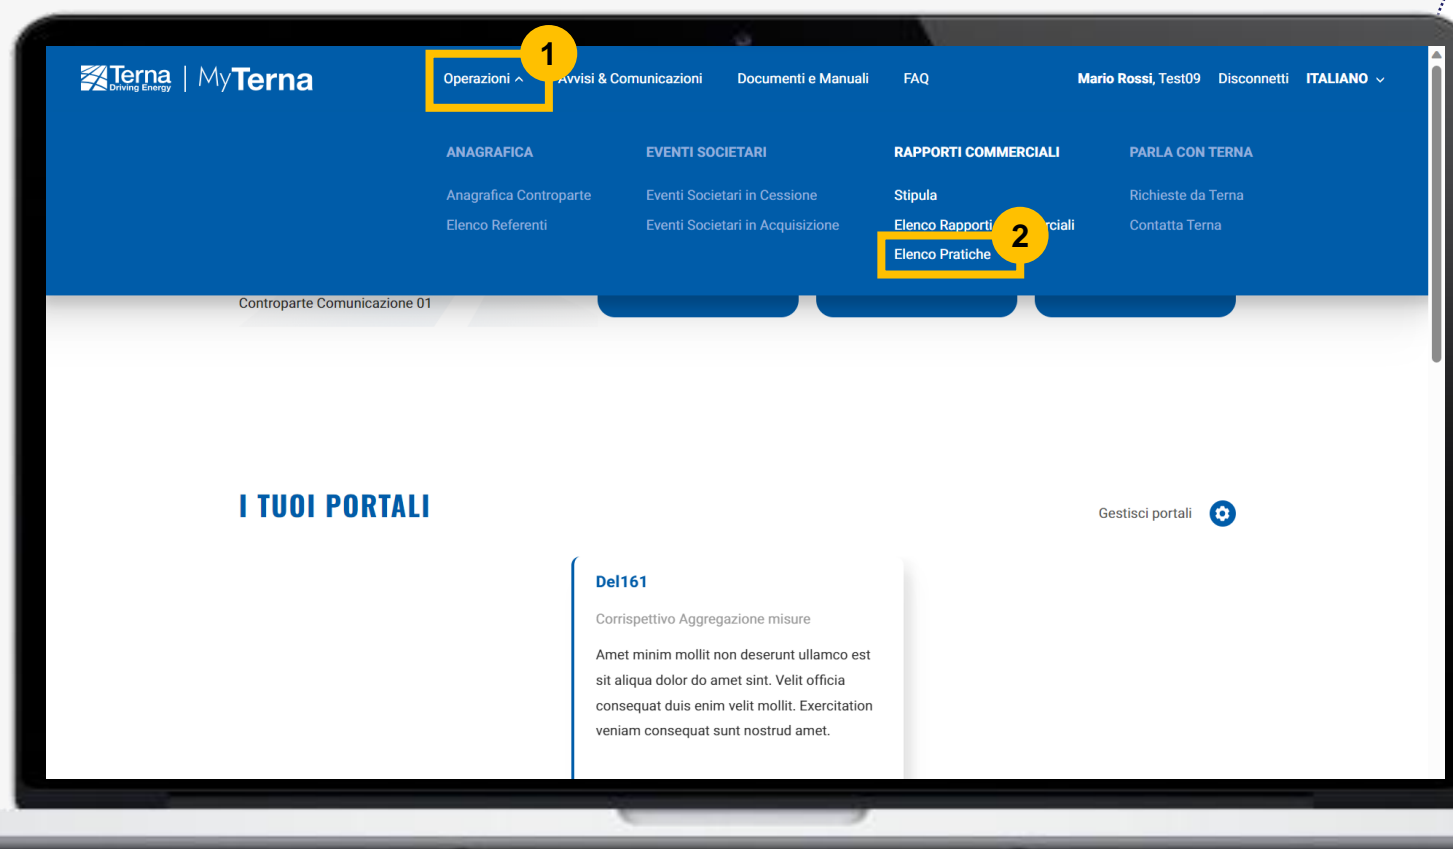 Terna
Driving Energy
MyTerna
Operazioni
1
Avvisi & Comunicazioni
Documenti e Manuali
FAQ
Mario Rossi, Test09
Disconnetti
ITALIANO
ANAGRAFICA
Anagrafica Controparte
Elenco Referenti
EVENTI SOCIETARI
Eventi Societari in Cessione
Eventi Societari in Acquisizione
RAPPORTI COMMERCIALI
Stipula
Elenco Rapporti
2
Elenco Pratiche
PARLA CON TERNA
Richieste da Terna
Contatta Terna
Controparte Comunicazione 01
I TUOI PORTALI
Gestisci portali
Del161
Corrispettivo Aggregazione misure
Amet minim mollit non deserunt ullamco est
sit aliqua dolor do amet sint. Velit officia
consequat duis enim velit mollit. Exercitation
veniam consequat sunt nostrud amet.